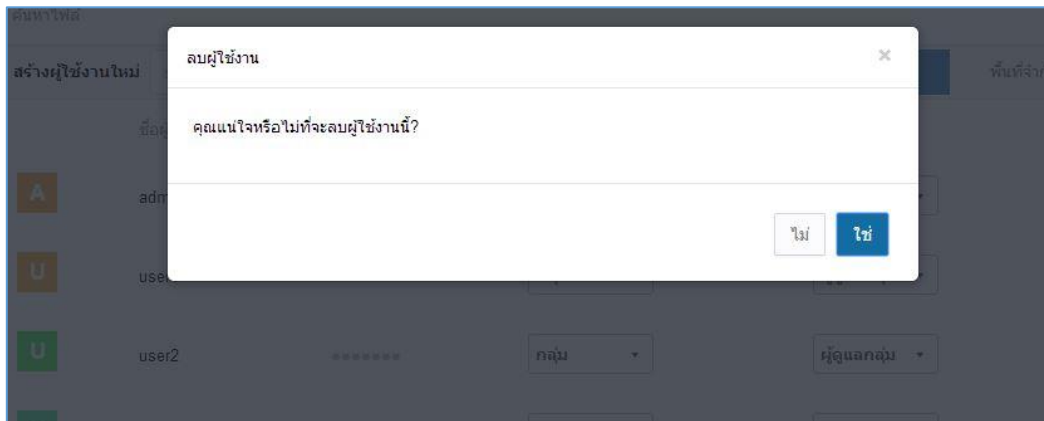 ค้นหาไฟล์
ลบผู้ใช้งาน ×
สร้างผู้ใช้งานใหม่
คุณแน่ใจหรือไม่ที่จะลบผู้ใช้งานนี้?
A
ไม่ ใช่
U
U user2 ●●●●●●● กลุ่ม ผู้ดูแลกลุ่ม